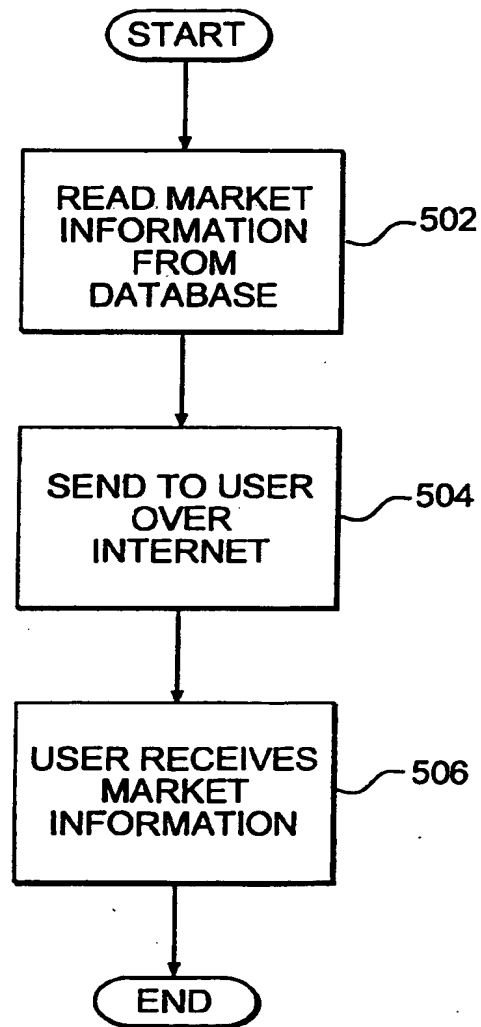 START
READ MARKET
INFORMATION
FROM
DATABASE
502
SEND TO USER
OVER
INTERNET
504
USER RECEIVES
MARKET
INFORMATION
506
END